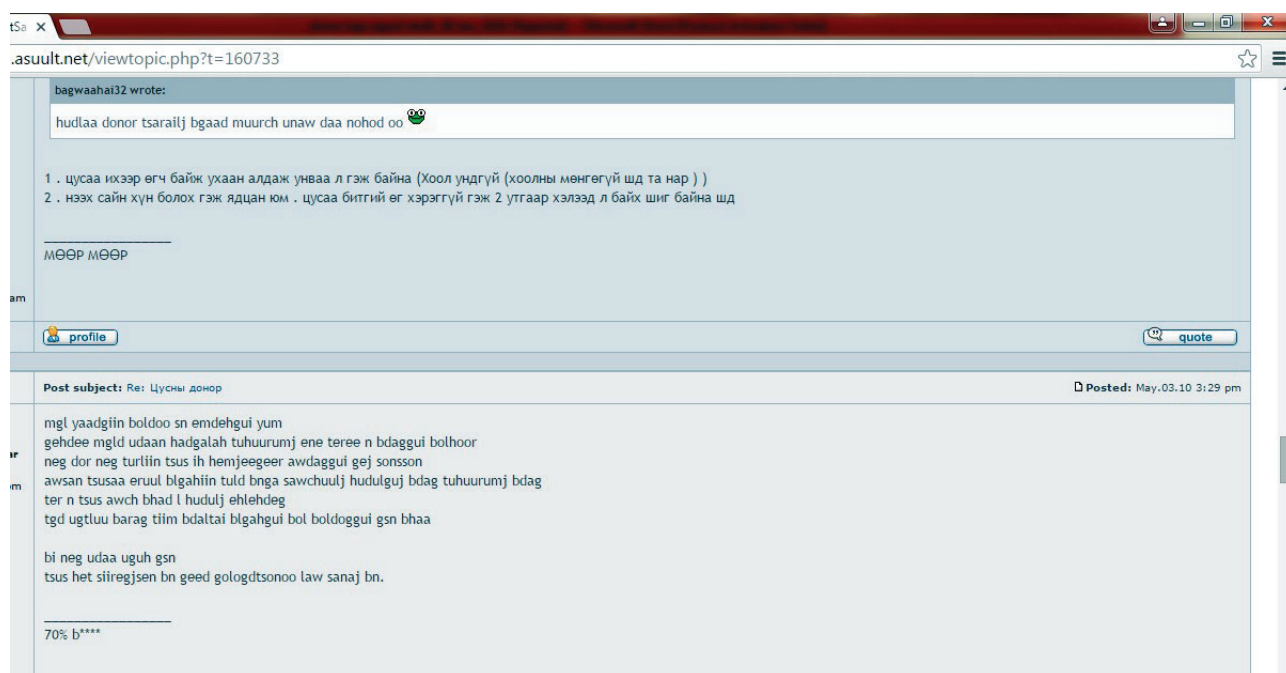 tSa
.asuult.net/viewtopic.php?t=160733
bagwaahai32 wrote:
hudlaa donor tsarailj bgaad muurch unaw daa nohod oo
1 . цусаа ихээр өгч байж ухаан алдаж унваа л гэж байна (Хоол ундгүй (хоолны мөнгөгүй шд та нар ) )
2 . нээх сайн хүн болох гэж ядцан юм . цусаа битгий өг хэрэггүй гэж 2 утгаар хэлээд л байх шиг байна шд
_________________
МӨӨР МӨӨР
am
profile
quote
Post subject: Re: Цусны донор
Posted: May.03.10 3:29 pm
ar
om
mgl yaadgiin boldoo sn emdehgui yum
gehdee mgld udaan hadgalah tuhuurumj ene teree n bdaggui bolhoor
neg dor neg turliin tsus ih hemjeegeer awdaggui gej sonsson
awsan tsusaa eruul blgahiin tuld bnga sawchuulj hudulguj bdag tuhuurumj bdag
ter n tsus awch bhad l hudulj ehlehdeg
tgd ugtluu barag tiim bdaltai blgahgui bol boldoggui gsn bhaa
bi neg udaa uguh gsn
tsus het siiregjsen bn geed gologdtsonoo law sanaj bn.
_________________
70% b****